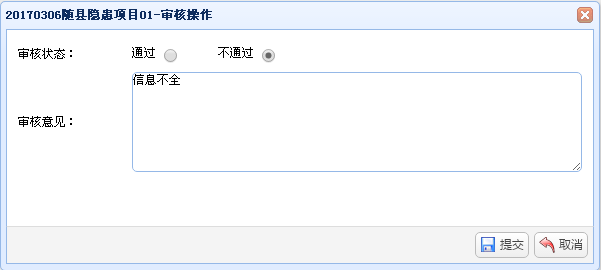 20170306随县隐患项目01-审核操作
审核状态： 通过 不通过
信息不全
审核意见：
提交 取消